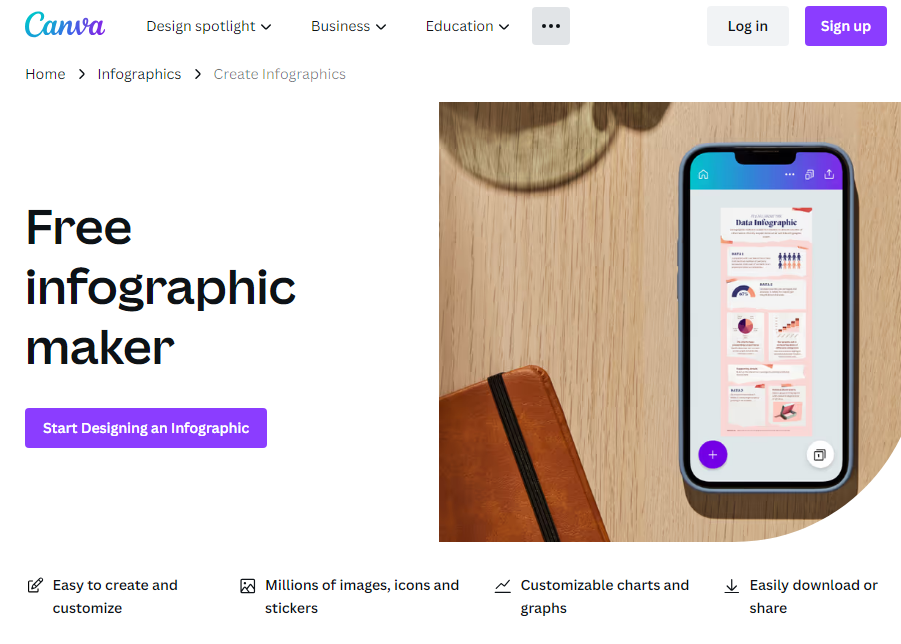 Canva
Design spotlight
Business
Education
Log in
Sign up
Home
Infographics
Create Infographics
Free
infographic
maker
Start Designing an Infographic
Data Infographic
Easy to create and
customize
Millions of images, icons and
stickers
Customizable charts and
graphs
Easily download or
share